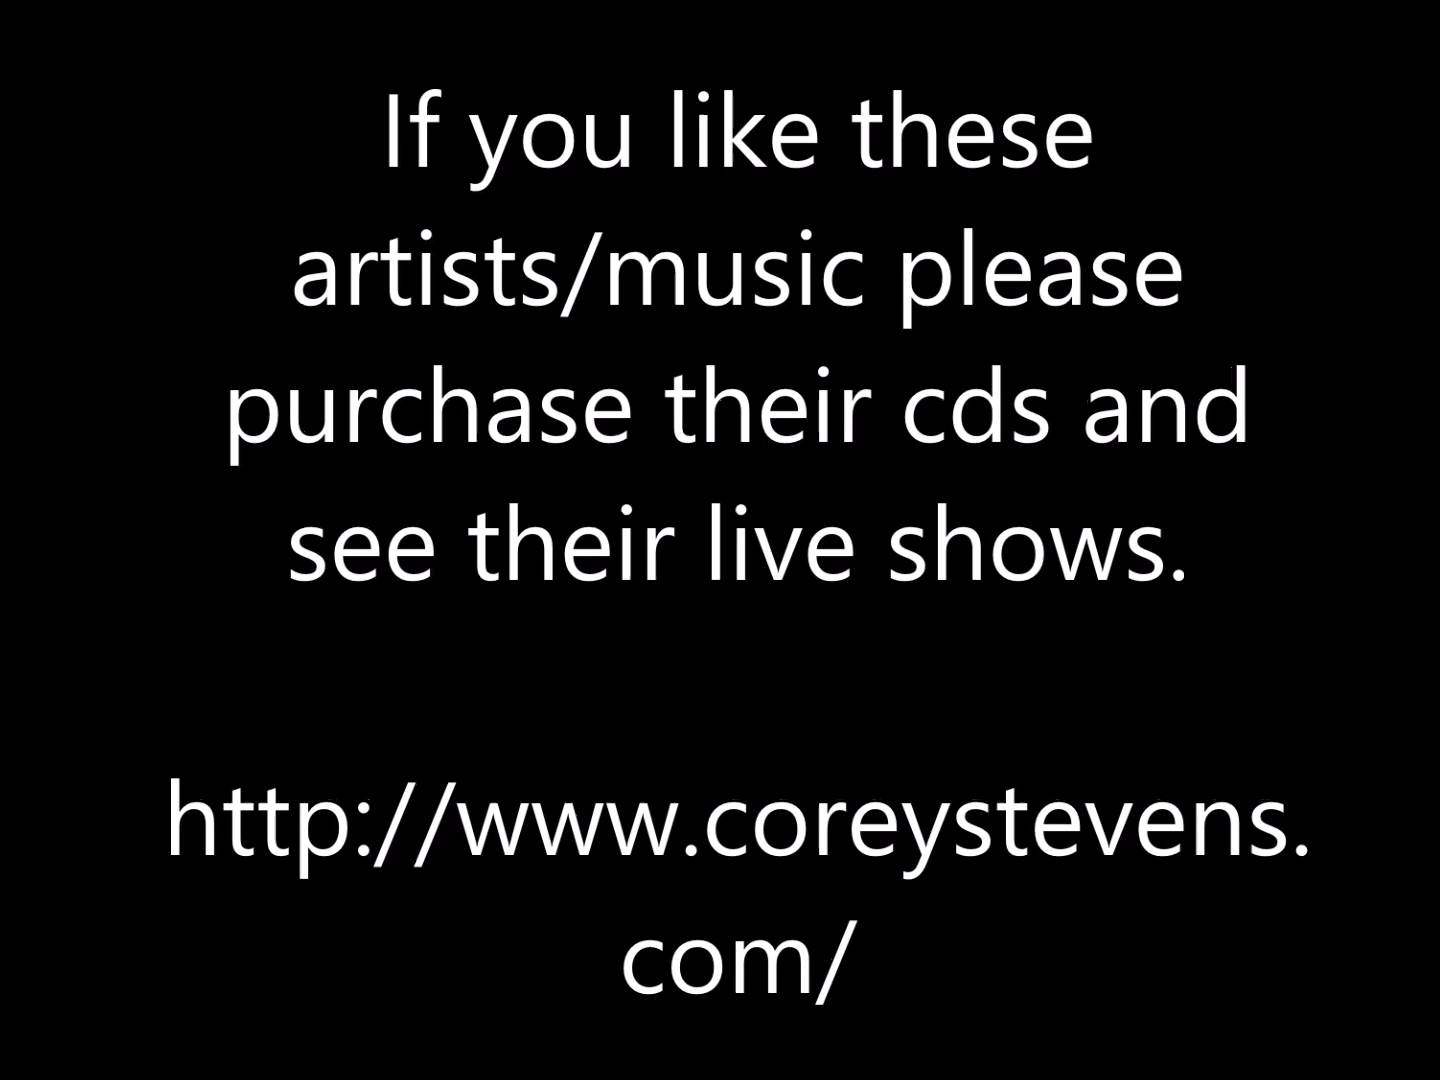 If you like these
artists/music please
purchase their cds and
see their live shows.
http://www.coreystevens.
com/